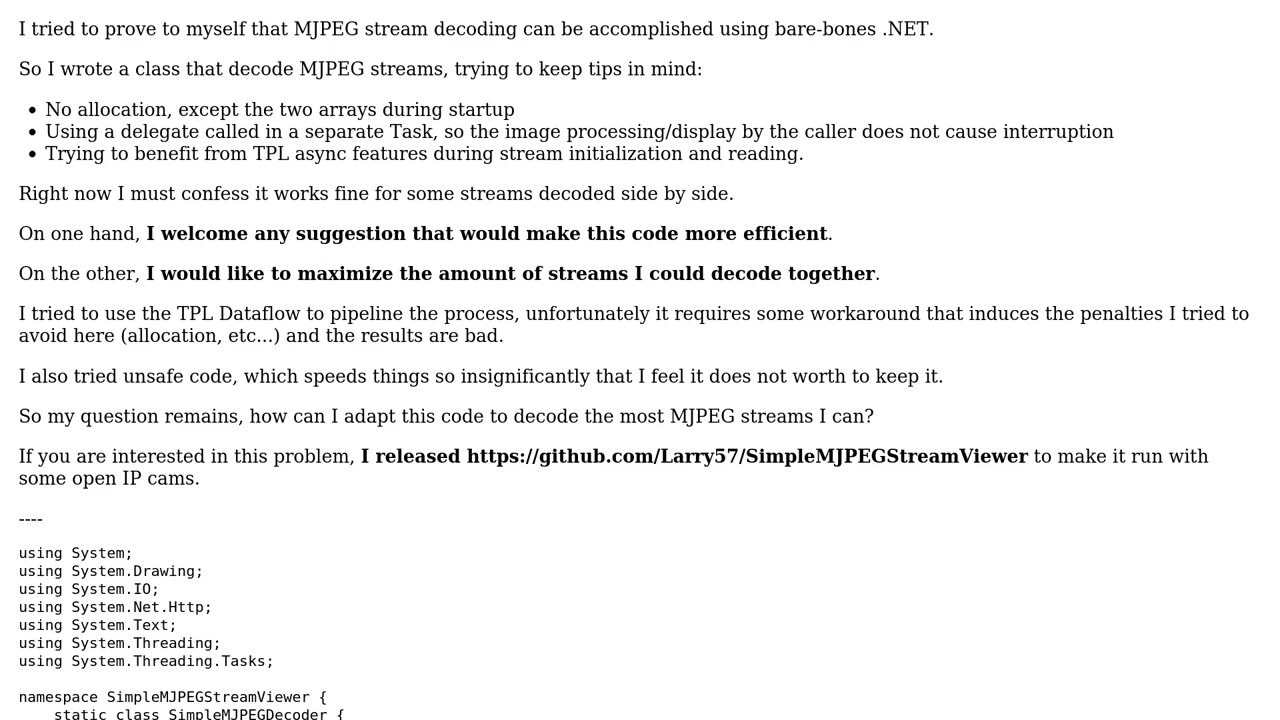 I tried to prove to myself that MJPEG stream decoding can be accomplished using bare-bones .NET.
So I wrote a class that decode MJPEG streams, trying to keep tips in mind:
• No allocation, except the two arrays during startup
• Using a delegate called in a separate Task, so the image processing/display by the caller does not cause interruption
• Trying to benefit from TPL async features during stream initialization and reading.
Right now I must confess it works fine for some streams decoded side by side.
On one hand, I welcome any suggestion that would make this code more efficient.
On the other, I would like to maximize the amount of streams I could decode together.
I tried to use the TPL Dataflow to pipeline the process, unfortunately it requires some workaround that induces the penalties I tried to
avoid here (allocation, etc...) and the results are bad.
I also tried unsafe code, which speeds things so insignificantly that I feel it does not worth to keep it.
So my question remains, how can I adapt this code to decode the most MJPEG streams I can?
If you are interested in this problem, I released https://github.com/Larry57/SimpleMJPEGStreamViewer to make it run with
some open IP cams.
----
using System;
using System.Drawing;
using System.IO;
using System.Net.Http;
using System.Text;
using System.Threading;
using System.Threading.Tasks;
namespace SimpleMJPEGStreamViewer {
    static class SimpleMJPEGDecoder {